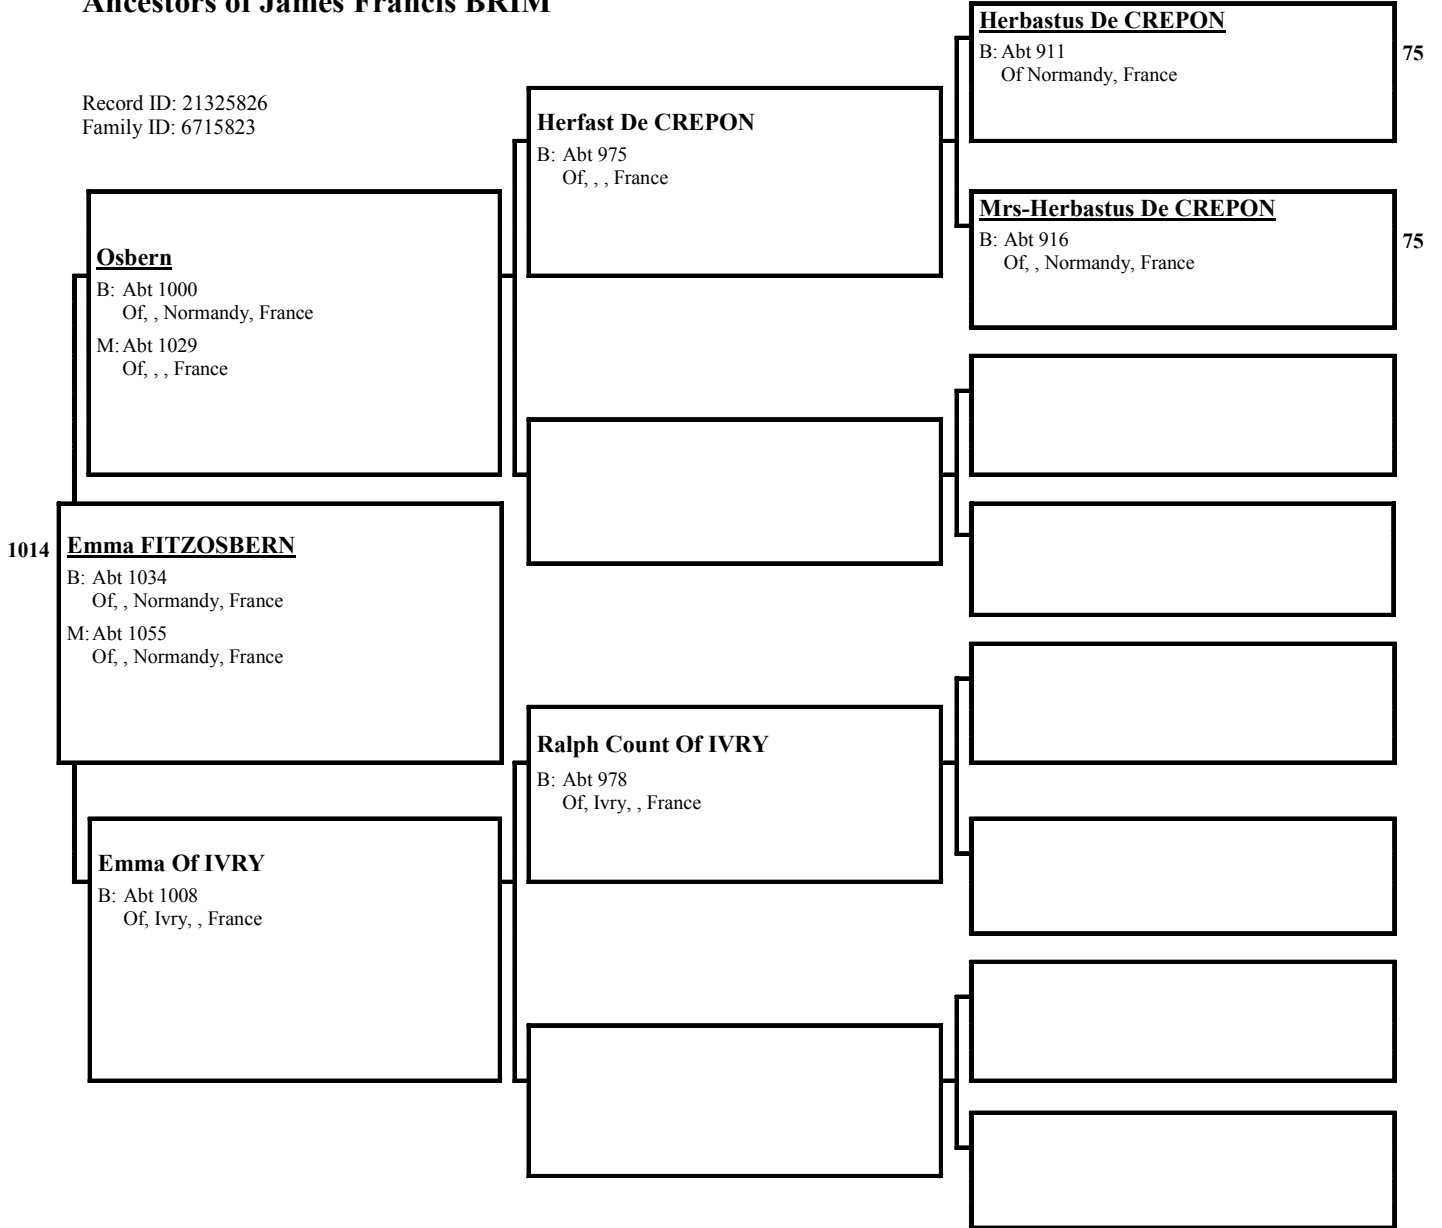 Ancestors of James Francis BRIM
Record ID: 21325826
Family ID: 6715823
Herbastus De CREPON
B: Abt 911
Of Normandy, France
75
Herfast De CREPON
B: Abt 975
Of, , , France
Mrs-Herbastus De CREPON
B: Abt 916
Of, , Normandy, France
75
Osbern
B: Abt 1000
Of, , Normandy, France
M: Abt 1029
Of, , , France
1014
Emma FITZOSBERN
B: Abt 1034
Of, , Normandy, France
M: Abt 1055
Of, , Normandy, France
Ralph Count Of IVRY
B: Abt 978
Of, Ivry, , France
Emma Of IVRY
B: Abt 1008
Of, Ivry, , France